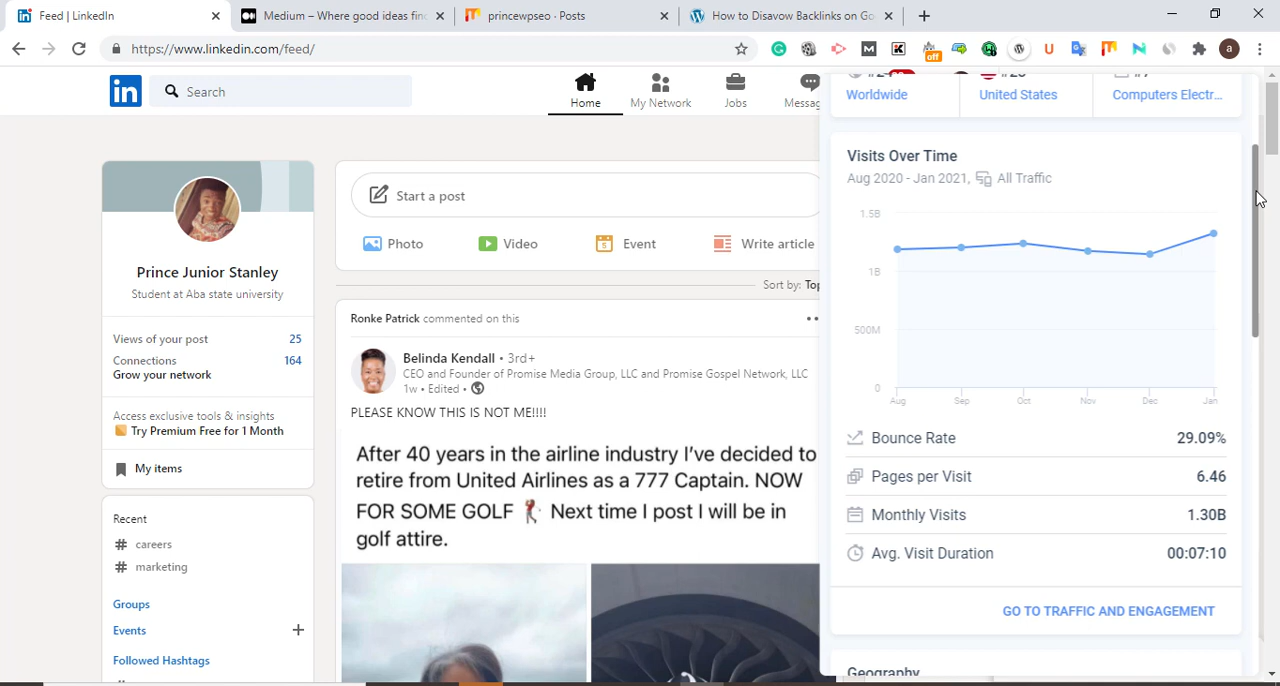 Feed | LinkedIn
Medium – Where good ideas fin
princewpseo · Posts
How to Disavow Backlinks on Go
https://www.linkedin.com/feed/
off
a
in
Search
Home
My Network
Jobs
Messag
Worldwide
United States
Computers Electr...
Prince Junior Stanley
Student at Aba state university
Views of your post 25
Connections 164
Grow your network
Access exclusive tools & insights
Try Premium Free for 1 Month
My items
Recent
# careers
# marketing
Groups
Events +
Followed Hashtags
Start a post
Photo
Video
Event
Write article
Sort by: Top
Ronke Patrick commented on this
Belinda Kendall • 3rd+
CEO and Founder of Promise Media Group, LLC and Promise Gospel Network, LLC
1w • Edited •
PLEASE KNOW THIS IS NOT ME!!!!
After 40 years in the airline industry I've decided to
retire from United Airlines as a 777 Captain. NOW
FOR SOME GOLF Next time I post I will be in
golf attire.
Visits Over Time
Aug 2020 - Jan 2021, All Traffic
1.5B
1B
500M
0
Aug Sep Oct Nov Dec Jan
Bounce Rate 29.09%
Pages per Visit 6.46
Monthly Visits 1.30B
Avg. Visit Duration 00:07:10
GO TO TRAFFIC AND ENGAGEMENT
Geography